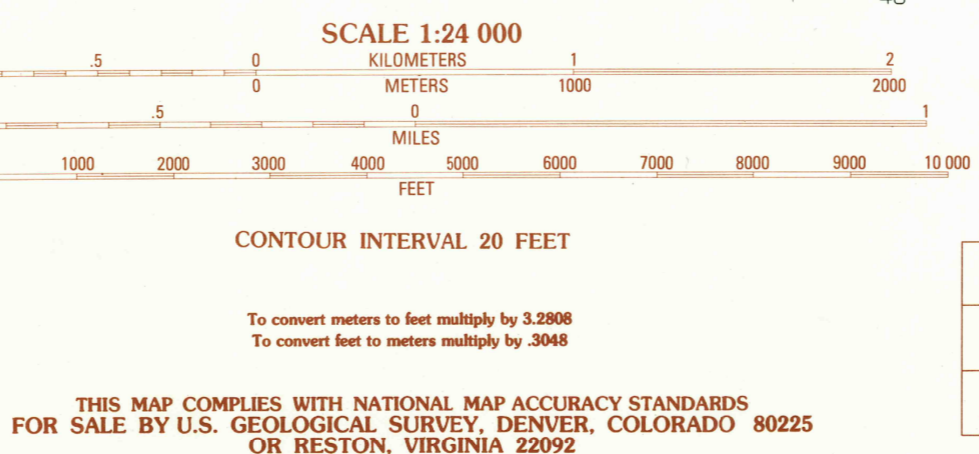 SCALE 1:24 000
.5 0 KILOMETERS 1 2
0 METERS 1000 2000
.5 0 1
MILES
1000 2000 3000 4000 5000 6000 7000 8000 9000 10 000
FEET
CONTOUR INTERVAL 20 FEET
To convert meters to feet multiply by 3.2808
To convert feet to meters multiply by .3048
THIS MAP COMPLIES WITH NATIONAL MAP ACCURACY STANDARDS
FOR SALE BY U.S. GEOLOGICAL SURVEY, DENVER, COLORADO 80225
OR RESTON, VIRGINIA 22092